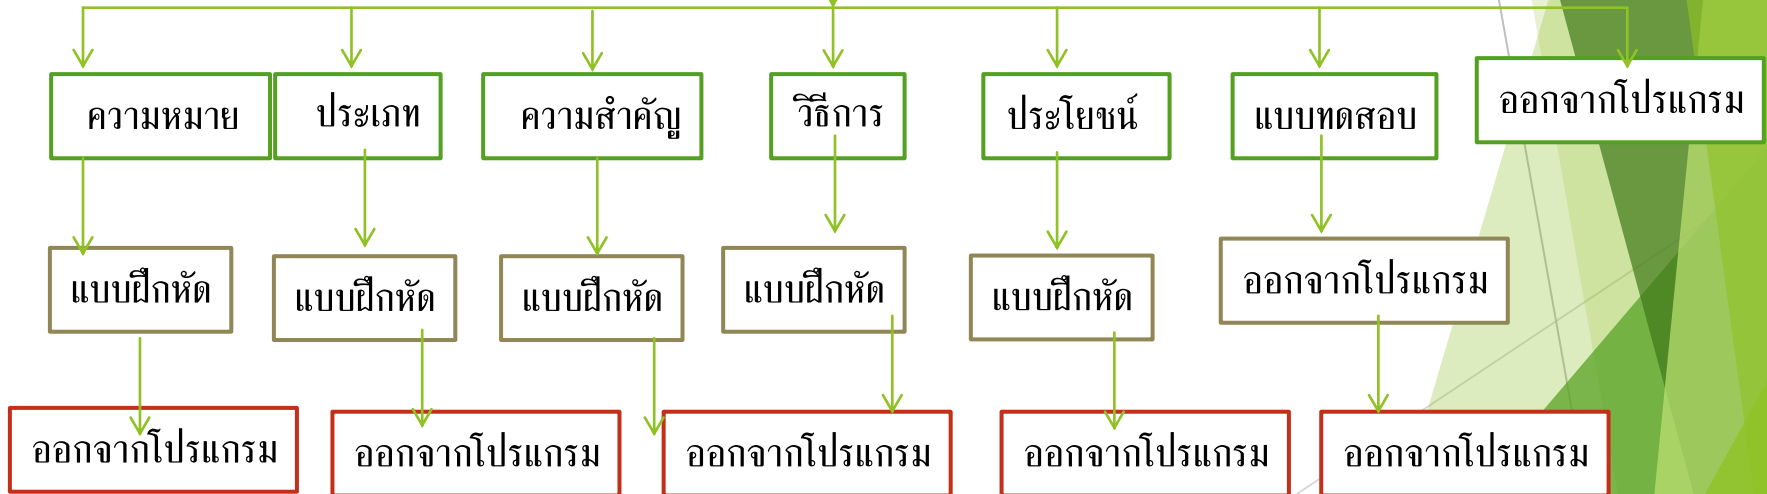 ความหมาย
ประเภท
ความสำคัญ
วิธีการ
ประโยชน์
แบบทดสอบ
ออกจากโปรแกรม
แบบฝึกหัด
แบบฝึกหัด
แบบฝึกหัด
แบบฝึกหัด
แบบฝึกหัด
ออกจากโปรแกรม
ออกจากโปรแกรม
ออกจากโปรแกรม
ออกจากโปรแกรม
ออกจากโปรแกรม
ออกจากโปรแกรม